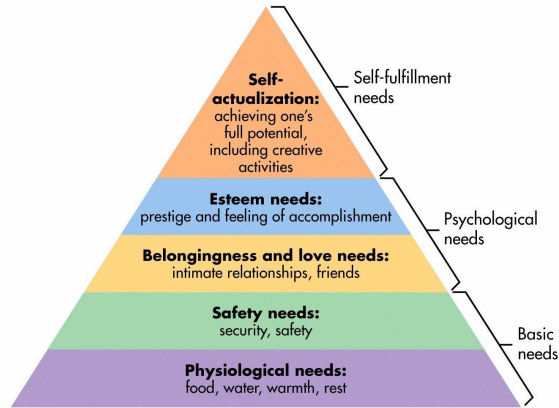 Self-
actualization:
achieving one's
full potential,
including creative
activities
Self-fulfillment
needs
Esteem needs:
prestige and feeling of accomplishment
Belongingness and love needs:
intimate relationships, friends
Psychological
needs
Safety needs:
security, safety
Physiological needs:
food, water, warmth, rest
Basic
needs